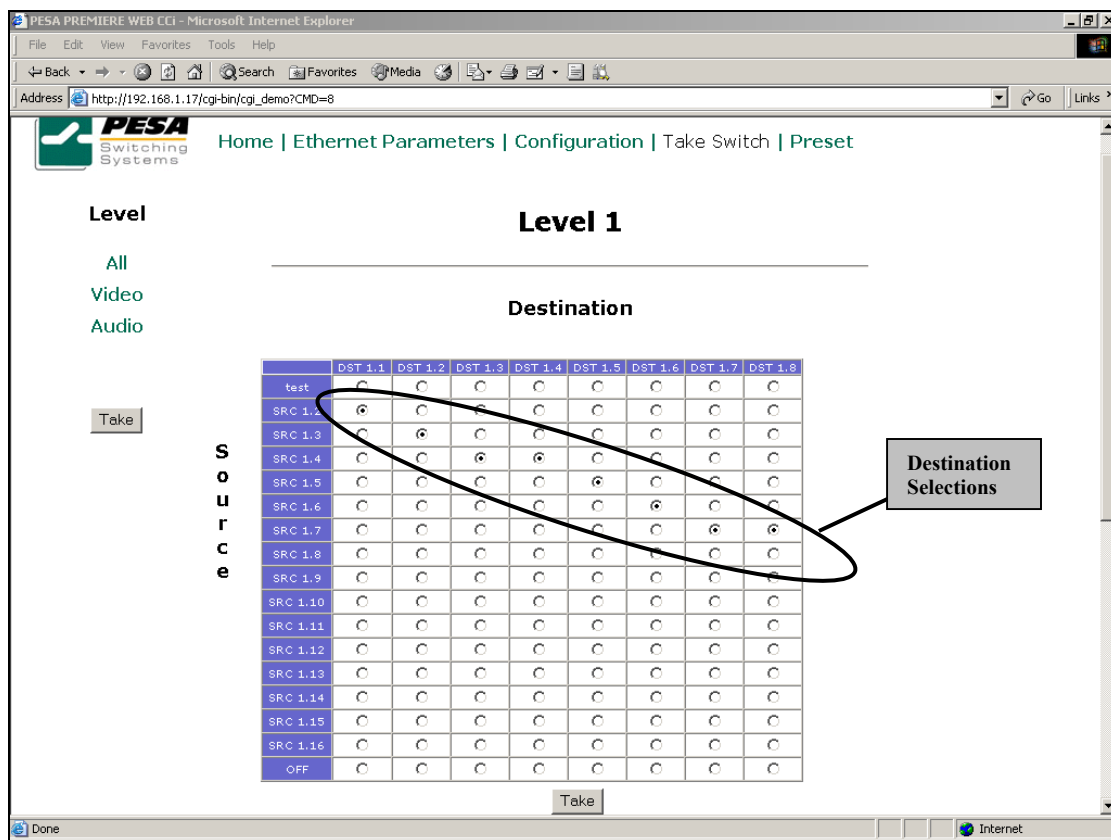 PESA PREMIERE WEB CCi - Microsoft Internet Explorer
File Edit View Favorites Tools Help
Back Search Favorites Media
Address http://192.168.1.17/cgi-bin/cgi_demo?CMD=8 Go Links
PESA
Switching
Systems
Home | Ethernet Parameters | Configuration | Take Switch | Preset
Level
All
Video
Audio
Take
Level 1
Destination
Source
DST 1.1 DST 1.2 DST 1.3 DST 1.4 DST 1.5 DST 1.6 DST 1.7 DST 1.8
test
SRC 1.2
SRC 1.3
SRC 1.4
SRC 1.5
SRC 1.6
SRC 1.7
SRC 1.8
SRC 1.9
SRC 1.10
SRC 1.11
SRC 1.12
SRC 1.13
SRC 1.14
SRC 1.15
SRC 1.16
OFF
Take
Destination
Selections
Done Internet